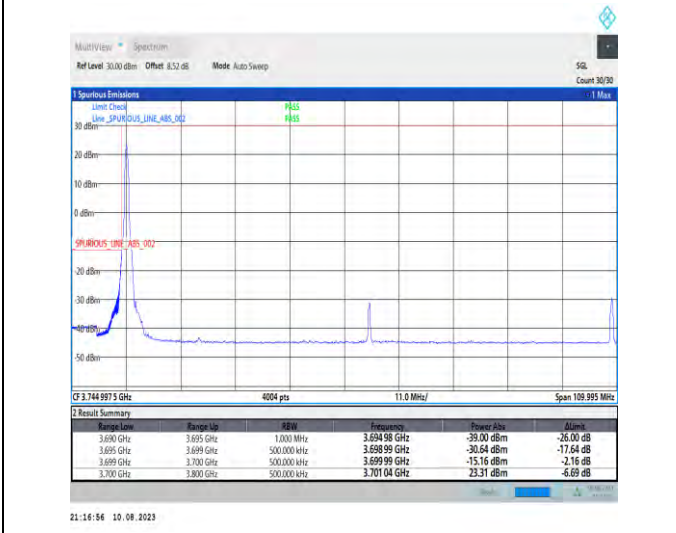 MultiView Spectrum
Ref Level 30.00 dBm Offset 8.52 dB Mode Auto Sweep SGL
Count 30/30
1 Spurious Emissions 1 Max
Limit Check PASS
Line _SPURIOUS_LINE_ABS_002 PASS
30 dBm
20 dBm
10 dBm
0 dBm
_SPURIOUS_LINE_ABS_002
-20 dBm
-30 dBm
-40 dBm
-50 dBm
CF 3.744 997 5 GHz 4004 pts 11.0 MHz/ Span 109.995 MHz
2 Result Summary
Range Low Range Up RBW Frequency Power Abs ΔLimit
3.690 GHz 3.695 GHz 1.000 MHz 3.694 98 GHz -39.00 dBm -26.00 dB
3.695 GHz 3.699 GHz 500.000 kHz 3.698 99 GHz -30.64 dBm -17.64 dB
3.699 GHz 3.700 GHz 500.000 kHz 3.699 99 GHz -15.16 dBm -2.16 dB
3.700 GHz 3.800 GHz 500.000 kHz 3.701 04 GHz 23.31 dBm -6.69 dB
21:16:56 10.08.2023